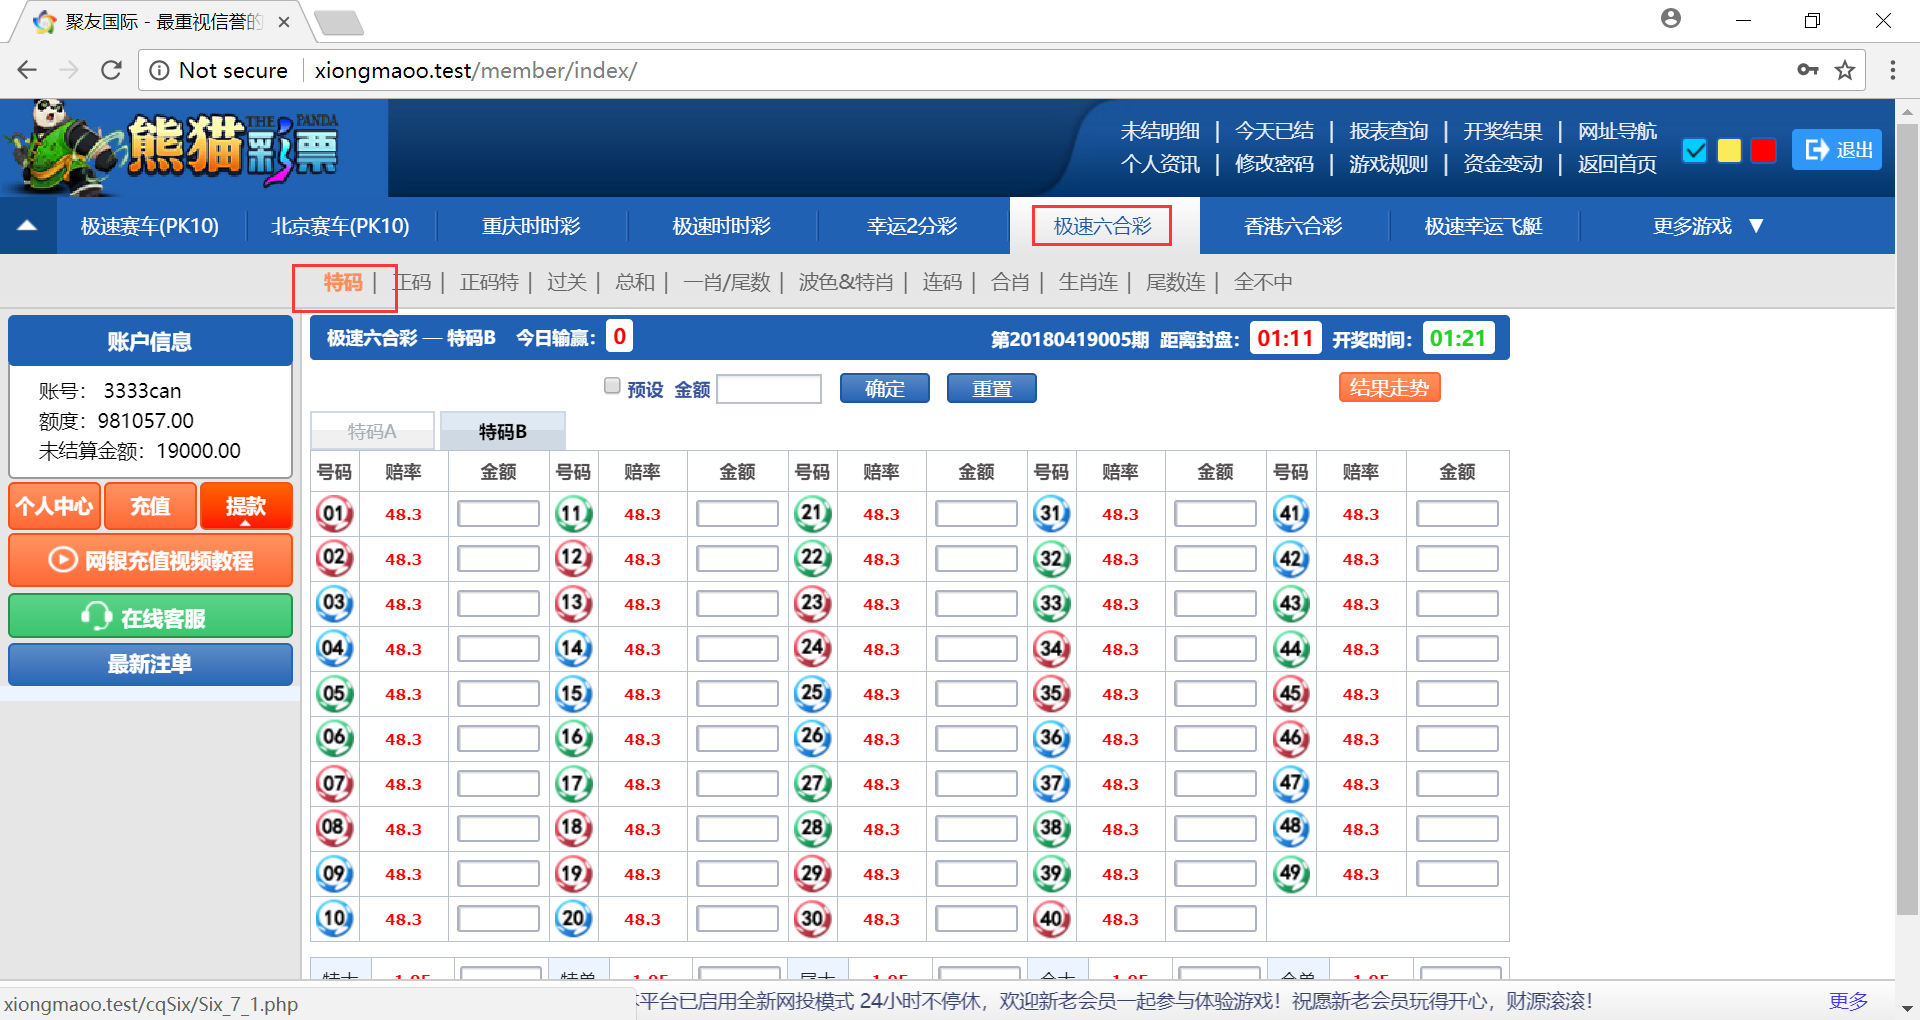 聚友国际 - 最重视信誉的
Not secure xiongmaoo.test/member/index/
THE PANDA
熊猫彩票
未结明细 | 今天已结 | 报表查询 | 开奖结果 | 网址导航
个人资讯 | 修改密码 | 游戏规则 | 资金变动 | 返回首页
退出
极速赛车(PK10) 北京赛车(PK10) 重庆时时彩 极速时时彩 幸运2分彩 极速六合彩 香港六合彩 极速幸运飞艇 更多游戏 ▼
特码 | 正码 | 正码特 | 过关 | 总和 | 一肖/尾数 | 波色&特肖 | 连码 | 合肖 | 生肖连 | 尾数连 | 全不中
账户信息
账号： 3333can
额度：981057.00
未结算金额：19000.00
个人中心 充值 提款
网银充值视频教程
在线客服
最新注单
极速六合彩 — 特码B 今日输赢： 0 第20180419005期 距离封盘： 01:11 开奖时间： 01:21
预设 金额 确定 重置 结果走势
特码A 特码B
号码 赔率 金额 号码 赔率 金额 号码 赔率 金额 号码 赔率 金额 号码 赔率 金额
01 48.3 11 48.3 21 48.3 31 48.3 41 48.3
02 48.3 12 48.3 22 48.3 32 48.3 42 48.3
03 48.3 13 48.3 23 48.3 33 48.3 43 48.3
04 48.3 14 48.3 24 48.3 34 48.3 44 48.3
05 48.3 15 48.3 25 48.3 35 48.3 45 48.3
06 48.3 16 48.3 26 48.3 36 48.3 46 48.3
07 48.3 17 48.3 27 48.3 37 48.3 47 48.3
08 48.3 18 48.3 28 48.3 38 48.3 48 48.3
09 48.3 19 48.3 29 48.3 39 48.3 49 48.3
10 48.3 20 48.3 30 48.3 40 48.3
平台已启用全新网投模式 24小时不停休，欢迎新老会员一起参与体验游戏！祝愿新老会员玩得开心，财源滚滚！
更多
xiongmaoo.test/cqSix/Six_7_1.php